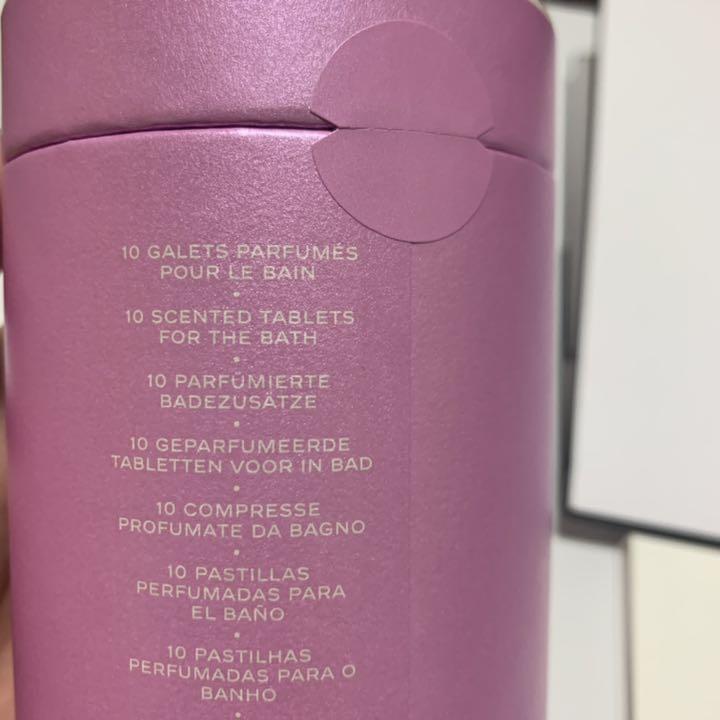 10 GALETS PARFUMÉS
POUR LE BAIN
•
10 SCENTED TABLETS
FOR THE BATH
•
10 PARFÜMIERTE
BADEZUSÄTZE
•
10 GEPARFUMEERDE
TABLETTEN VOOR IN BAD
•
10 COMPRESSE
PROFUMATE DA BAGNO
•
10 PASTILLAS
PERFUMADAS PARA
EL BAÑO
•
10 PASTILHAS
PERFUMADAS PARA O
BANHO
•